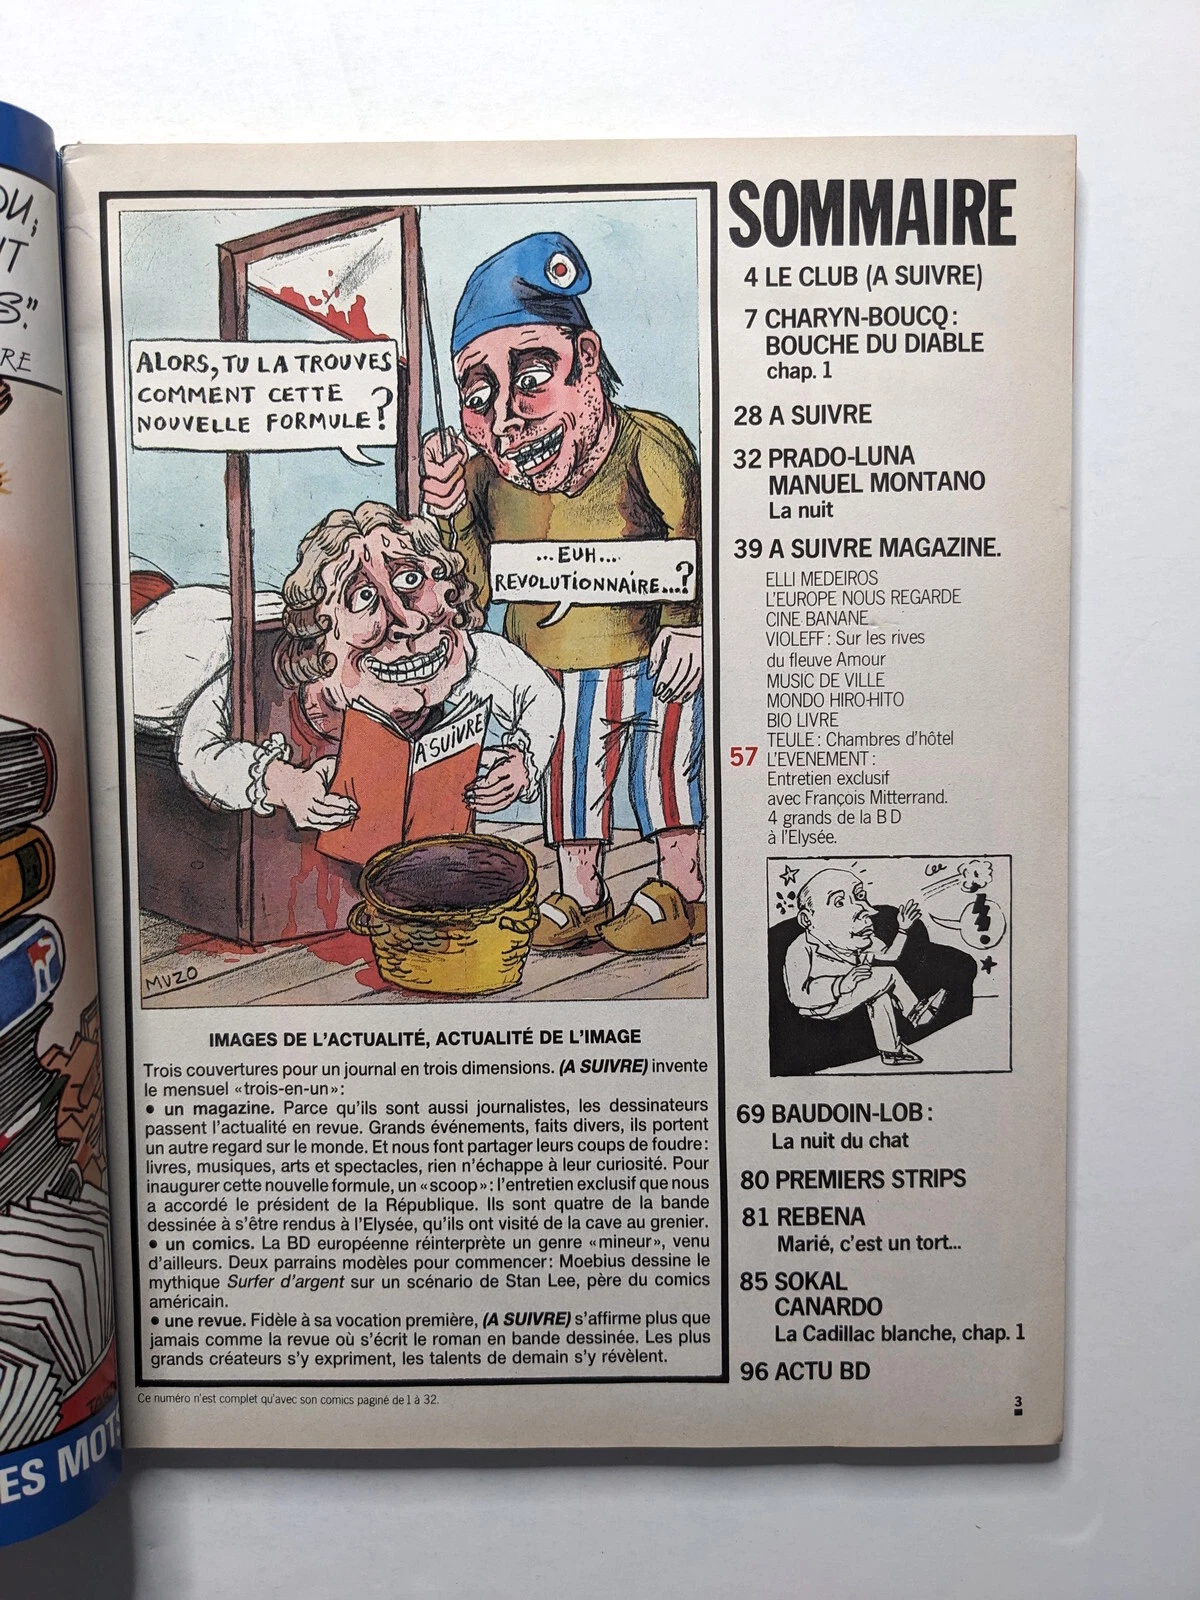 OU;
NT
S".
RE
ES MOTS
ALORS, TU LA TROUVES
COMMENT CETTE
NOUVELLE FORMULE?
...EUH...
REVOLUTIONNAIRE...?
A SUIVRE
MUZO
IMAGES DE L'ACTUALITÉ, ACTUALITÉ DE L'IMAGE
Trois couvertures pour un journal en trois dimensions. (A SUIVRE) invente
le mensuel «trois-en-un»:
• un magazine. Parce qu'ils sont aussi journalistes, les dessinateurs
passent l'actualité en revue. Grands événements, faits divers, ils portent
un autre regard sur le monde. Et nous font partager leurs coups de foudre:
livres, musiques, arts et spectacles, rien n'échappe à leur curiosité. Pour
inaugurer cette nouvelle formule, un «scoop»: l'entretien exclusif que nous
a accordé le président de la République. Ils sont quatre de la bande
dessinée à s'être rendus à l'Elysée, qu'ils ont visité de la cave au grenier.
• un comics. La BD européenne réinterprète un genre «mineur», venu
d'ailleurs. Deux parrains modèles pour commencer: Moebius dessine le
mythique Surfer d'argent sur un scénario de Stan Lee, père du comics
américain.
• une revue. Fidèle à sa vocation première, (A SUIVRE) s'affirme plus que
jamais comme la revue où s'écrit le roman en bande dessinée. Les plus
grands créateurs s'y expriment, les talents de demain s'y révèlent.
Ce numéro n'est complet qu'avec son comics paginé de 1 à 32.
SOMMAIRE
4 LE CLUB (A SUIVRE)
7 CHARYN-BOUCQ:
BOUCHE DU DIABLE
chap. 1
28 A SUIVRE
32 PRADO-LUNA
MANUEL MONTANO
La nuit
39 A SUIVRE MAGAZINE.
ELLI MEDEIROS
L'EUROPE NOUS REGARDE
CINE BANANE
VIOLEFF: Sur les rives
du fleuve Amour
MUSIC DE VILLE
MONDO HIRO-HITO
BIO LIVRE
TEULE: Chambres d'hôtel
57 L'EVENEMENT:
Entretien exclusif
avec François Mitterrand.
4 grands de la BD
à l'Elysée.
69 BAUDOIN-LOB:
La nuit du chat
80 PREMIERS STRIPS
81 REBENA
Marié, c'est un tort...
85 SOKAL
CANARDO
La Cadillac blanche, chap. 1
96 ACTU BD
3